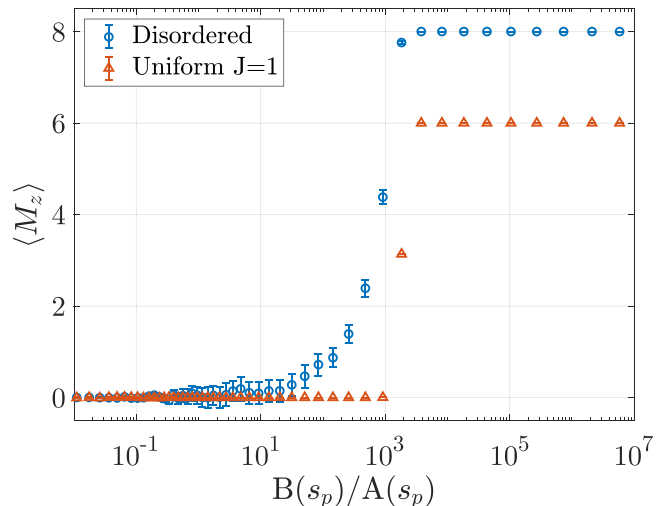 Disordered
Uniform J=1
8
6
4
2
0
⟨M_z⟩
10^{-1} 10^{1} 10^{3} 10^{5} 10^{7}
B(s_p)/A(s_p)